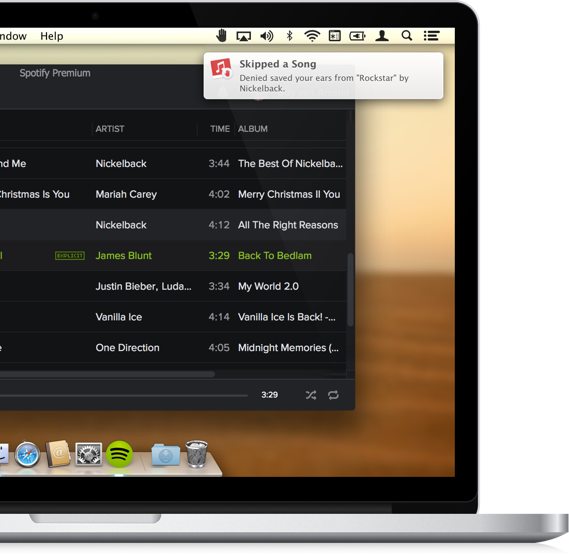 ndow Help
Skipped a Song
Denied saved your ears from "Rockstar" by
Nickelback.
Spotify Premium
ARTIST TIME ALBUM
nd Me Nickelback 3:44 The Best Of Nickelba...
Christmas Is You Mariah Carey 4:02 Merry Christmas II You
Nickelback 4:12 All The Right Reasons
l EXPLICIT James Blunt 3:29 Back To Bedlam
Justin Bieber, Luda... 3:34 My World 2.0
Vanilla Ice 4:14 Vanilla Ice Is Back! -...
e One Direction 4:05 Midnight Memories (...
3:29